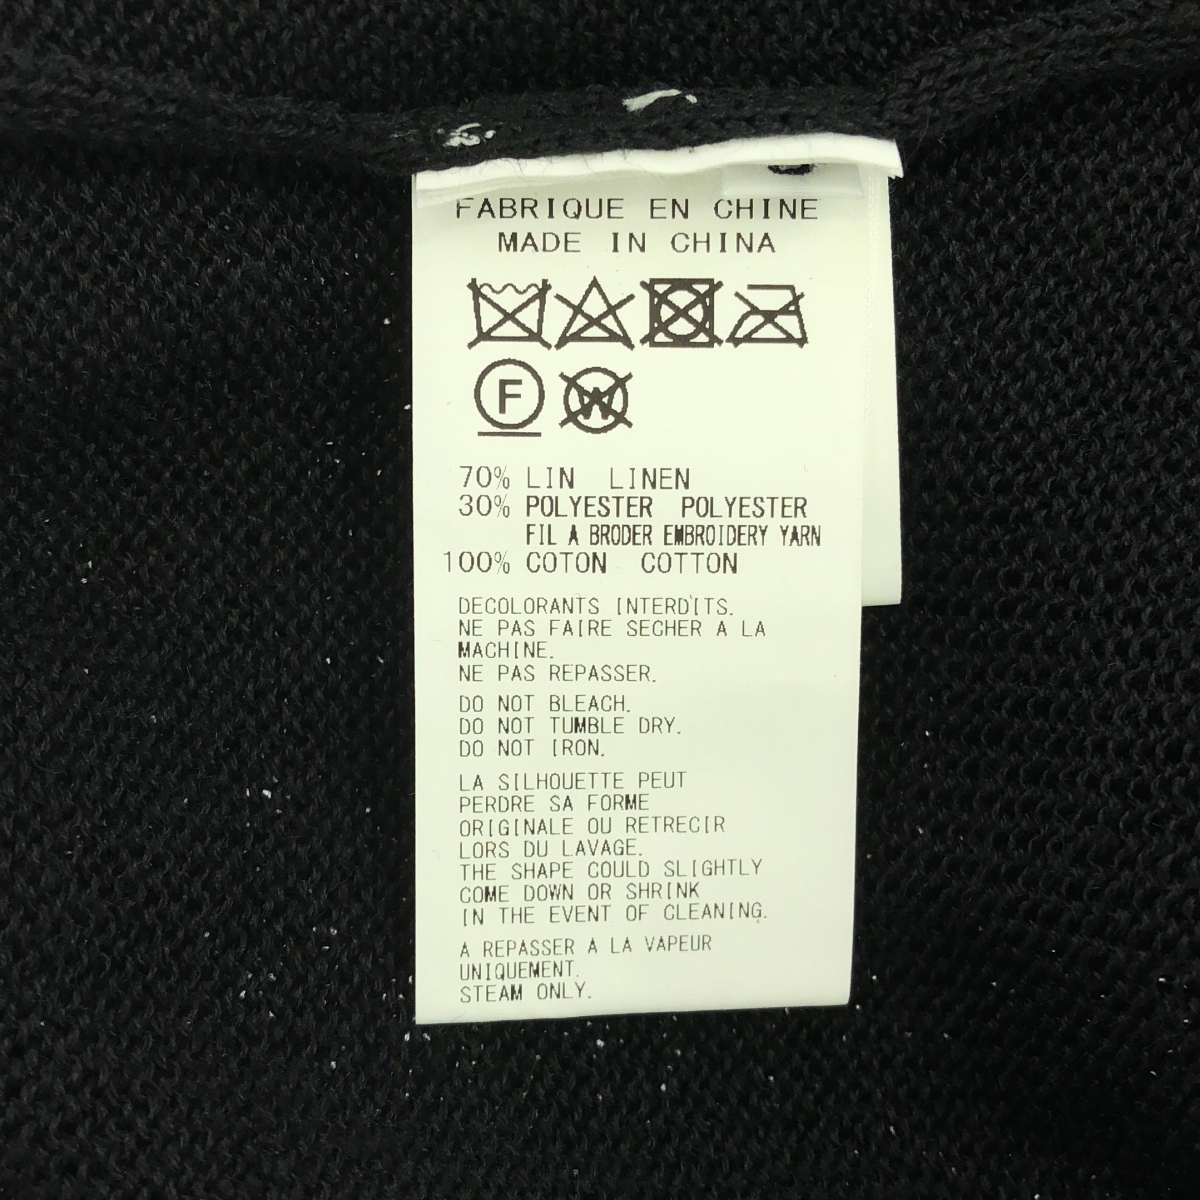 FABRIQUE EN CHINE
MADE IN CHINA
F W
70% LIN LINEN
30% POLYESTER POLYESTER
FIL A BRODER EMBROIDERY YARN
100% COTON COTTON
DECOLORANTS INTERDITS.
NE PAS FAIRE SECHER A LA
MACHINE.
NE PAS REPASSER.
DO NOT BLEACH.
DO NOT TUMBLE DRY.
DO NOT IRON.
LA SILHOUETTE PEUT
PERDRE SA FORME
ORIGINALE OU RETRECIR
LORS DU LAVAGE.
THE SHAPE COULD SLIGHTLY
COME DOWN OR SHRINK
IN THE EVENT OF CLEANING.
A REPASSER A LA VAPEUR
UNIQUEMENT.
STEAM ONLY.